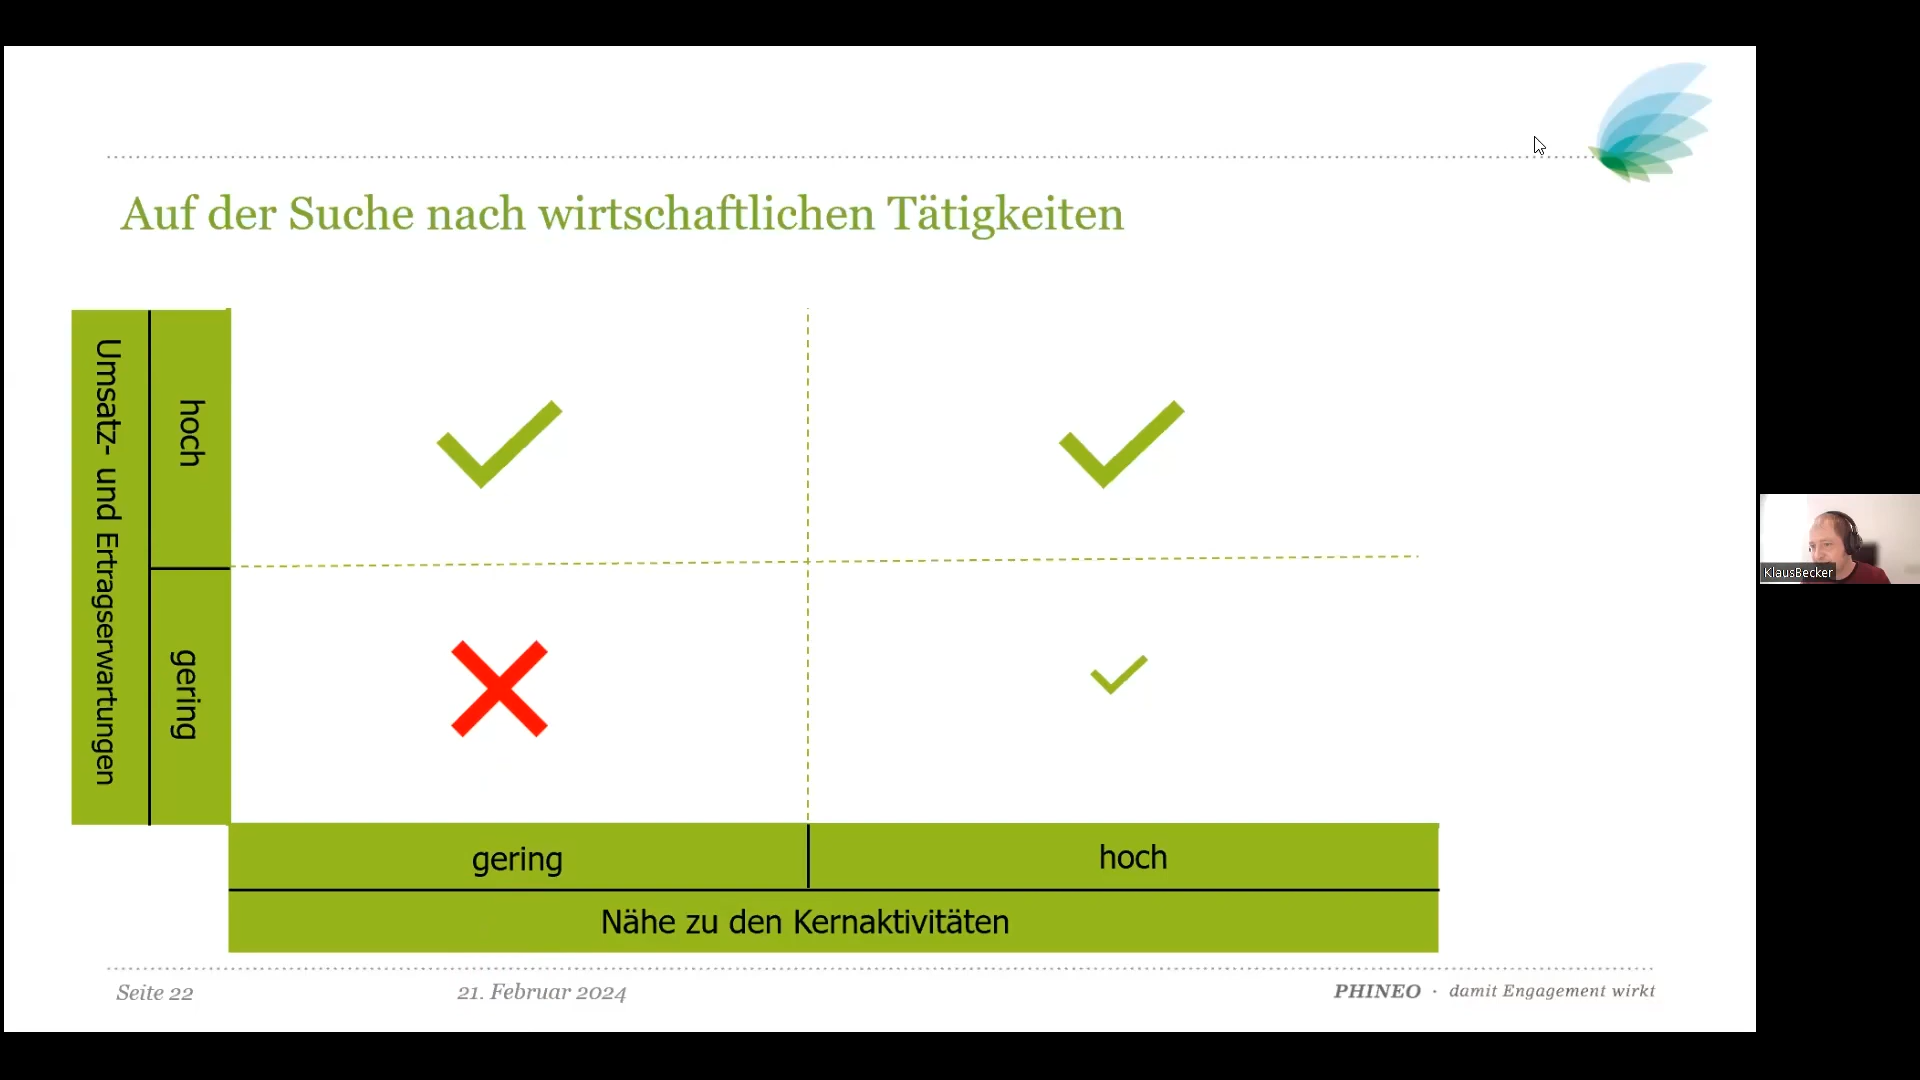 Auf der Suche nach wirtschaftlichen Tätigkeiten
Umsatz- und Ertragserwartungen
hoch
gering
gering
hoch
Nähe zu den Kernaktivitäten
KlausBecker
Seite 22
21. Februar 2024
PHINEO · damit Engagement wirkt